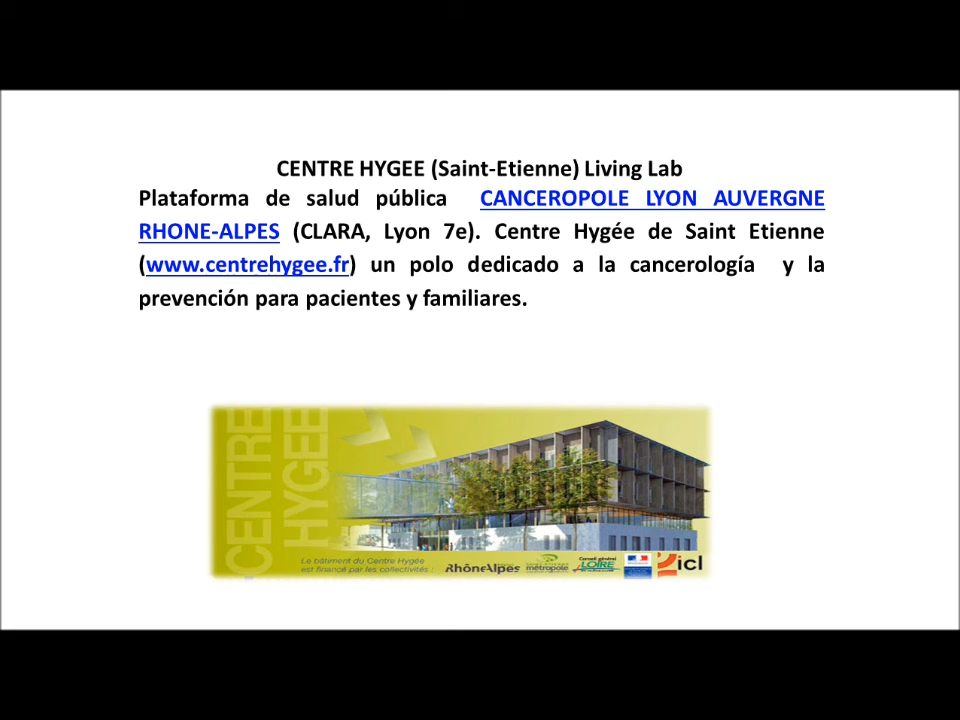 CENTRE HYGEE (Saint-Etienne) Living Lab
Plataforma de salud pública CANCEROPOLE LYON AUVERGNE
RHONE-ALPES (CLARA, Lyon 7e). Centre Hygée de Saint Etienne
(www.centrehygee.fr) un polo dedicado a la cancerología y la
prevención para pacientes y familiares.
CENTRE
HYGEE
Le bâtiment du Centre Hygée
est financé par les collectivités :
RhôneAlpes
métropole
Conseil général
LOIRE
icl